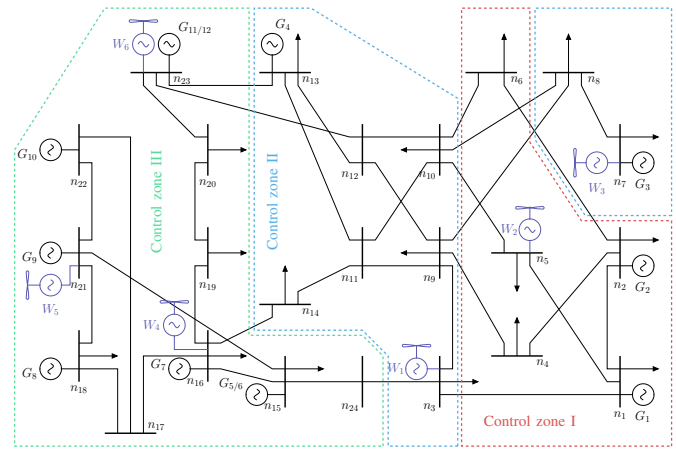 G11/12
G4
W6
n23
n13
n6
n8
G10
n22
Control zone III
n20
Control zone II
n12
n10
W3
n7
G3
G9
n21
W5
n19
W2
n5
n11
n9
n2
G2
W4
n14
G8
n18
G7
n16
G5/6
n15
n24
W1
n3
n4
n1
G1
n17
Control zone I